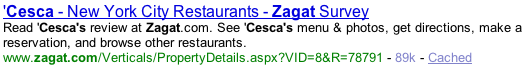 'Cesca - New York City Restaurants - Zagat Survey
Read 'Cesca's review at Zagat.com. See 'Cesca's menu & photos, get directions, make a
reservation, and browse other restaurants.
www.zagat.com/Verticals/PropertyDetails.aspx?VID=8&R=78791 - 89k - Cached